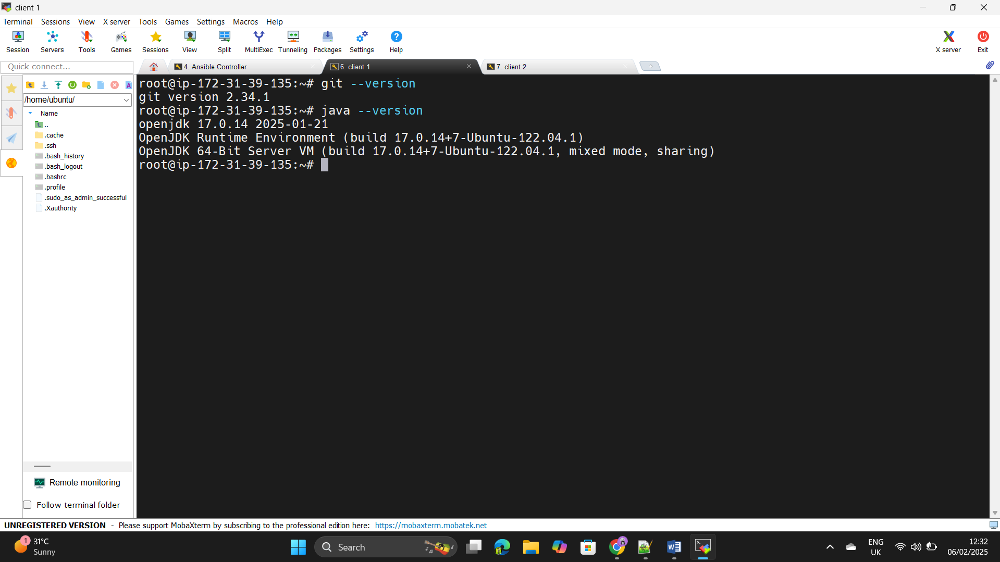 client 1
Terminal Sessions View X server Tools Games Settings Macros Help
Session Servers Tools Games Sessions View Split MultiExec Tunneling Packages Settings Help X server Exit
Quick connect...
4. Ansible Controller
6. client 1
7. client 2
/home/ubuntu/
Name
..
.cache
.ssh
.bash_history
.bash_logout
.bashrc
.profile
.sudo_as_admin_successful
.Xauthority
root@ip-172-31-39-135:~# git --version
git version 2.34.1
root@ip-172-31-39-135:~# java --version
openjdk 17.0.14 2025-01-21
OpenJDK Runtime Environment (build 17.0.14+7-Ubuntu-122.04.1)
OpenJDK 64-Bit Server VM (build 17.0.14+7-Ubuntu-122.04.1, mixed mode, sharing)
root@ip-172-31-39-135:~#
Remote monitoring
Follow terminal folder
UNREGISTERED VERSION - Please support MobaXterm by subscribing to the professional edition here: https://mobaxterm.mobatek.net
1
31°C
Sunny
Search
ENG
UK
12:32
06/02/2025